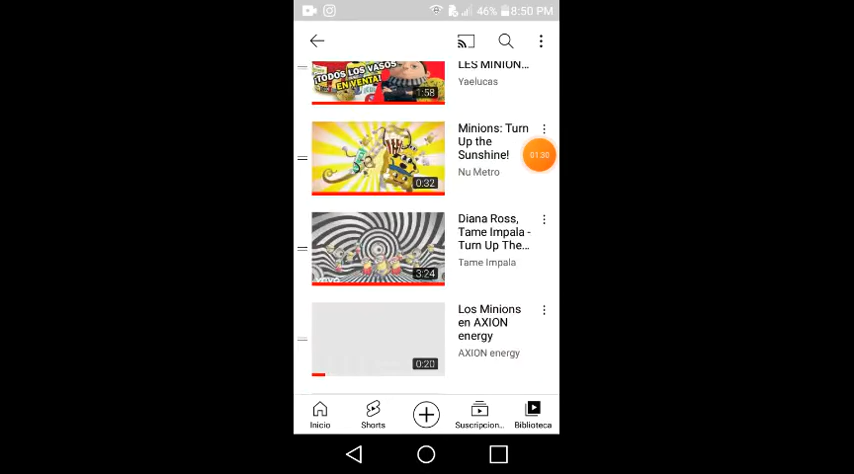 46% 8:50 PM
¡TODOS LOS VASOS
EN VENTA!
1:58
LES MINION...
Yaelucas
0:32
Minions: Turn
Up the
Sunshine!
Nu Metro
01:30
3:24
vevo
Diana Ross,
Tame Impala -
Turn Up The...
Tame Impala
0:20
Los Minions
en AXION
energy
AXION energy
Inicio
Shorts
Suscripcion...
Biblioteca